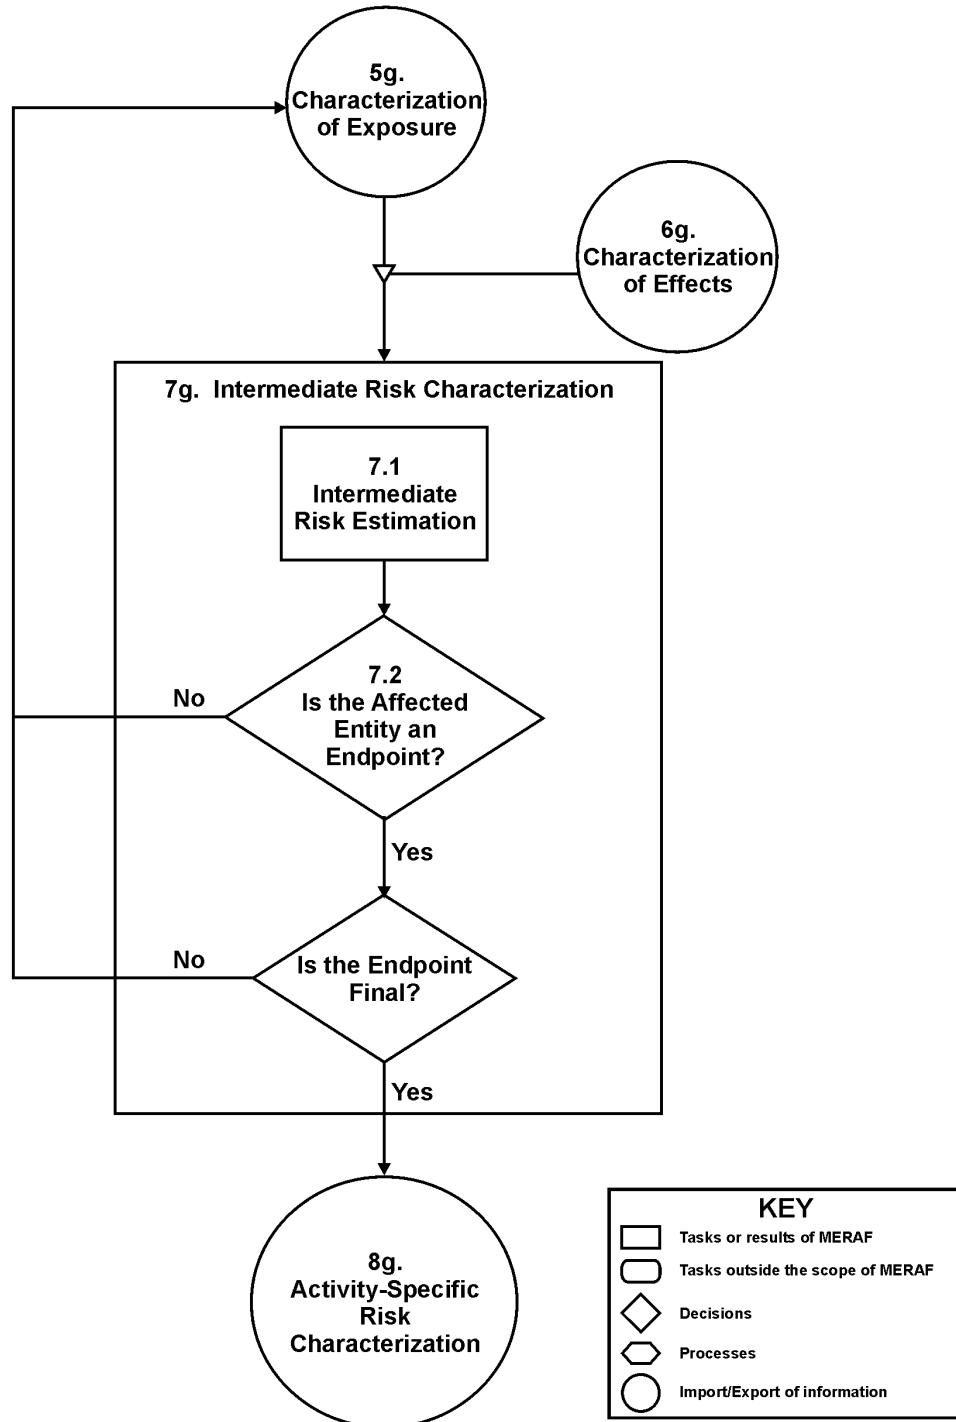 5g.
Characterization
of Exposure
6g.
Characterization
of Effects
7g. Intermediate Risk Characterization
7.1
Intermediate
Risk Estimation
7.2
Is the Affected
Entity an
Endpoint?
No
Yes
Is the Endpoint
Final?
No
Yes
8g.
Activity-Specific
Risk
Characterization
KEY
Tasks or results of MERAF
Tasks outside the scope of MERAF
Decisions
Processes
Import/Export of information